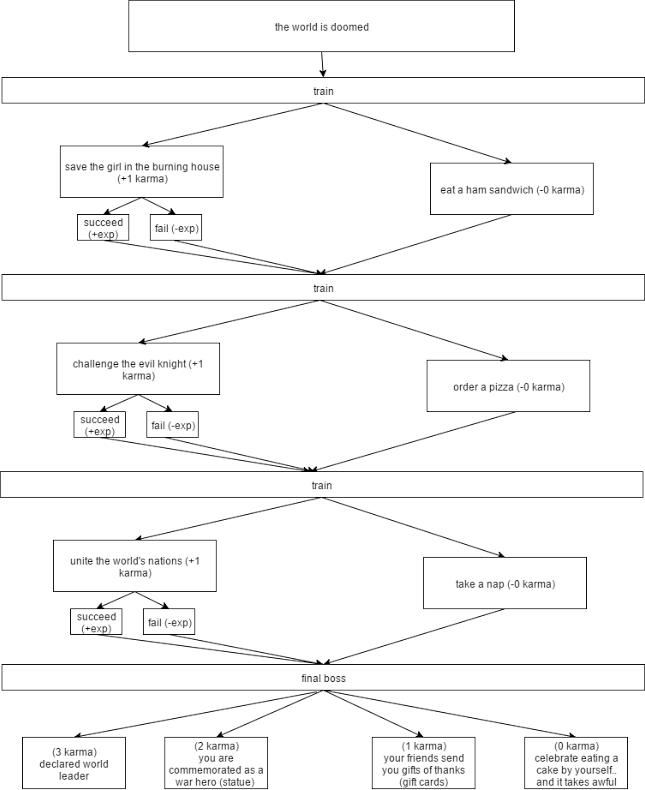 the world is doomed
train
save the girl in the burning house
(+1 karma)
eat a ham sandwich (-0 karma)
succeed
(+exp)
fail (-exp)
train
challenge the evil knight (+1
karma)
order a pizza (-0 karma)
succeed
(+exp)
fail (-exp)
train
unite the world's nations (+1
karma)
take a nap (-0 karma)
succeed
(+exp)
fail (-exp)
final boss
(3 karma)
declared world
leader
(2 karma)
you are
commemorated as a
war hero (statue)
(1 karma)
your friends send
you gifts of thanks
(gift cards)
(0 karma)
celebrate eating a
cake by yourself..
and it takes awful